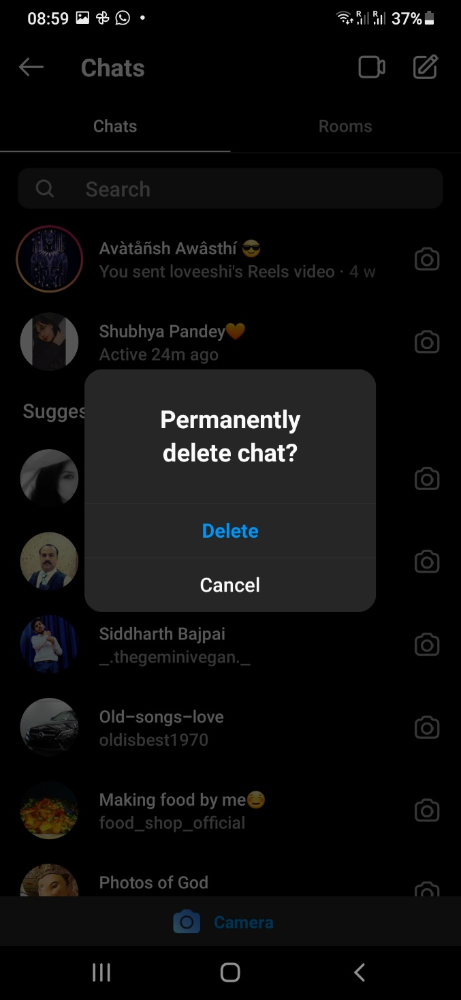 08:59
R R 37%
Chats
Chats Rooms
Search
Avàtåñsh Awâsthí 😎
You sent loveeshi's Reels video · 4 w
Shubhya Pandey🧡
Active 24m ago
Sugges
Permanently
delete chat?
Delete
Cancel
Siddharth Bajpai
_.thegeminivegan._
Old–songs–love
oldisbest1970
Making food by me☺️
food_shop_official
Photos of God
Camera